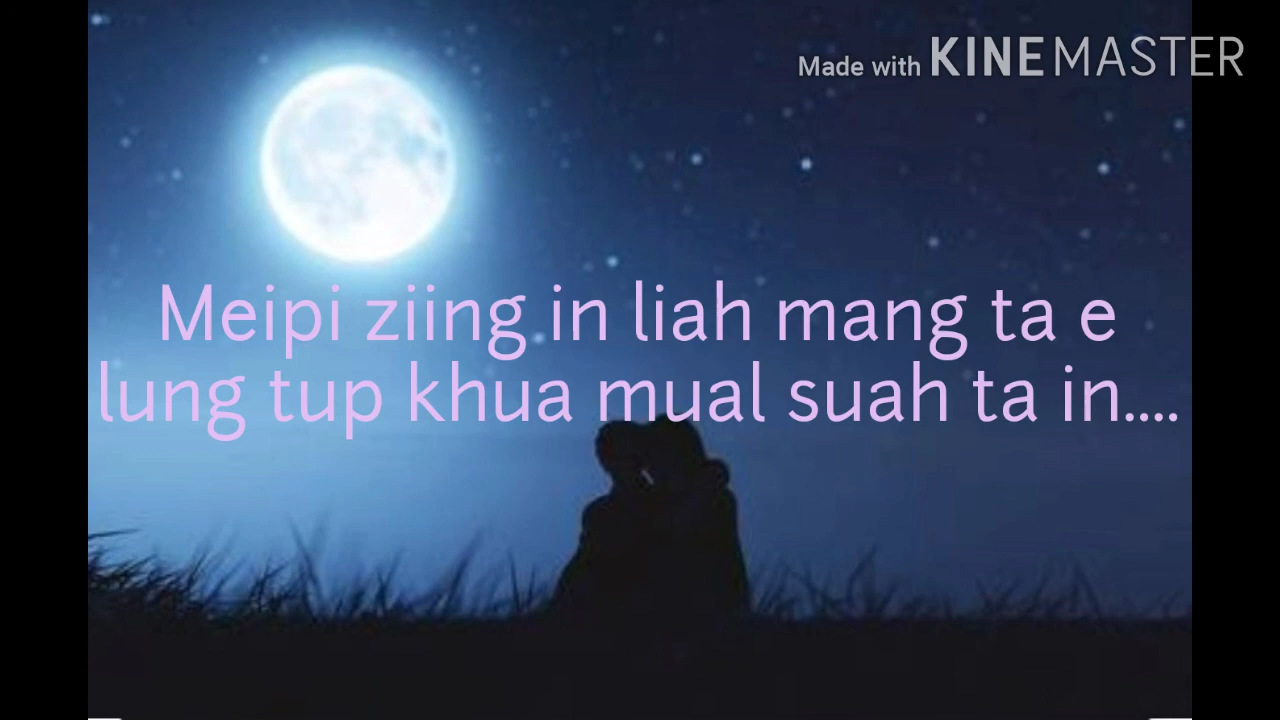 Made with KINEMASTER
Meipi ziing in liah mang ta e
lung tup khua mual suah ta in....